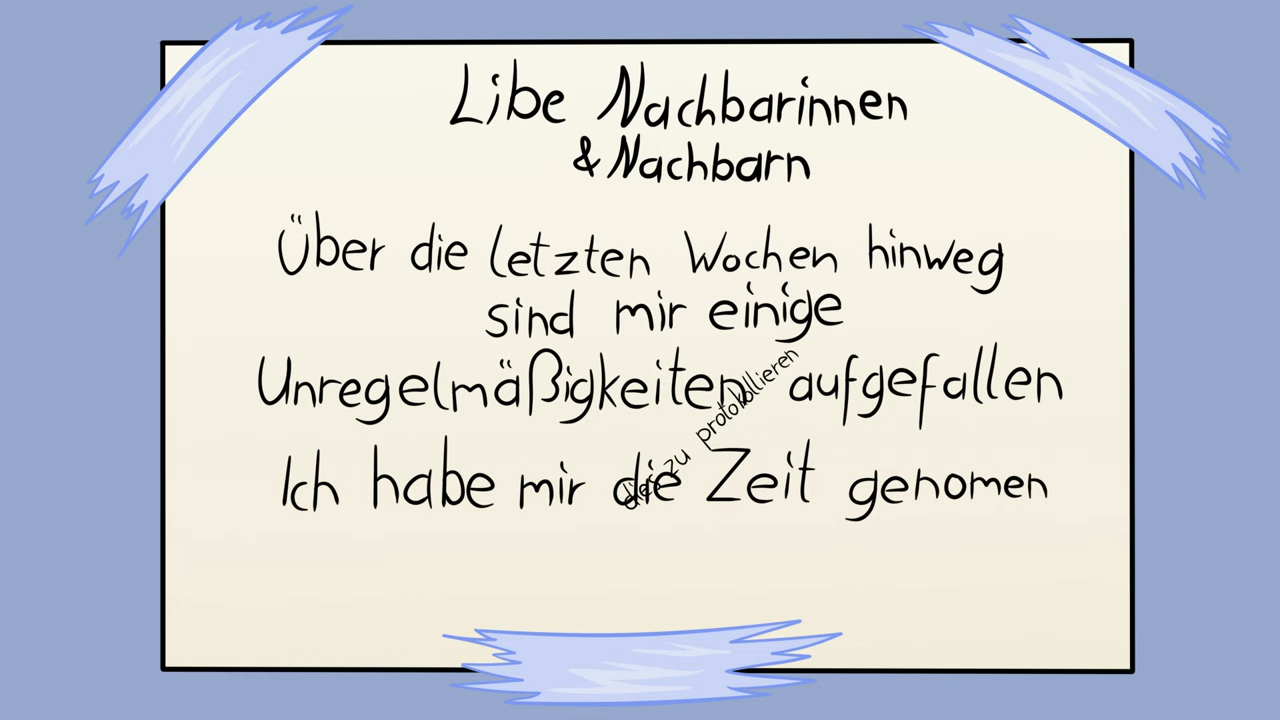 Libe Nachbarinnen
& Nachbarn
Über die letzten Wochen hinweg
sind mir einige
Unregelmäßigkeiten aufgefallen
Ich habe mir die Zeit genomen
dies zu protokollieren